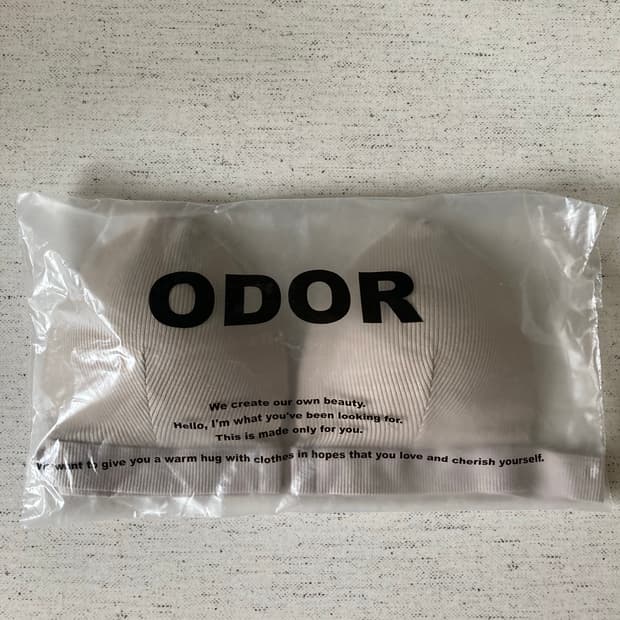 ODOR
We create our own beauty.
Hello, I'm what you've been looking for.
This is made only for you.
We want to give you a warm hug with clothes in hopes that you love and cherish yourself.